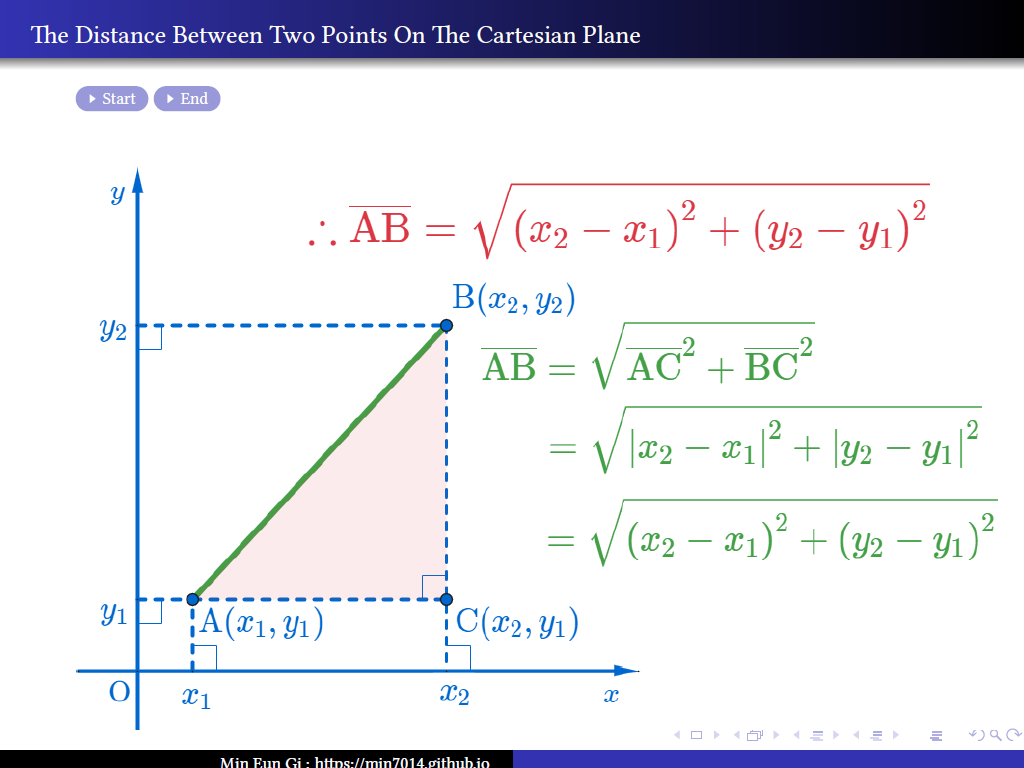 The Distance Between Two Points On The Cartesian Plane
Start End
y
∴ \overline{AB} = \sqrt{(x_2 - x_1)^2 + (y_2 - y_1)^2}
B(x_2, y_2)
y_2
\overline{AB} = \sqrt{\overline{AC}^2 + \overline{BC}^2}
= \sqrt{|x_2 - x_1|^2 + |y_2 - y_1|^2}
= \sqrt{(x_2 - x_1)^2 + (y_2 - y_1)^2}
y_1 A(x_1, y_1) C(x_2, y_1)
O x_1 x_2 x
Min Eun Gi : https://min7014.github.io